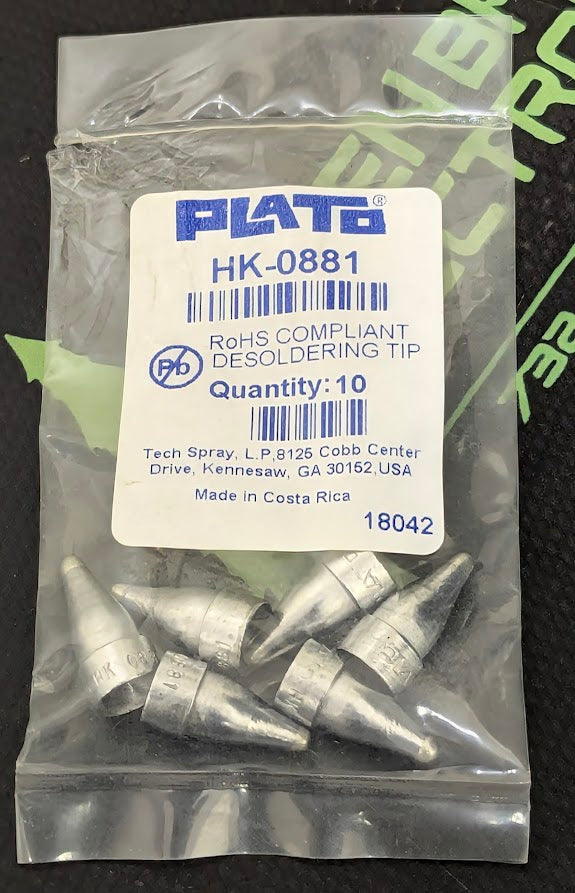 PLATO®
HK-0881
RoHS COMPLIANT
DESOLDERING TIP
Pb
Quantity: 10
Tech Spray, L.P,8125 Cobb Center
Drive, Kennesaw, GA 30152,USA
Made in Costa Rica
18042
HK